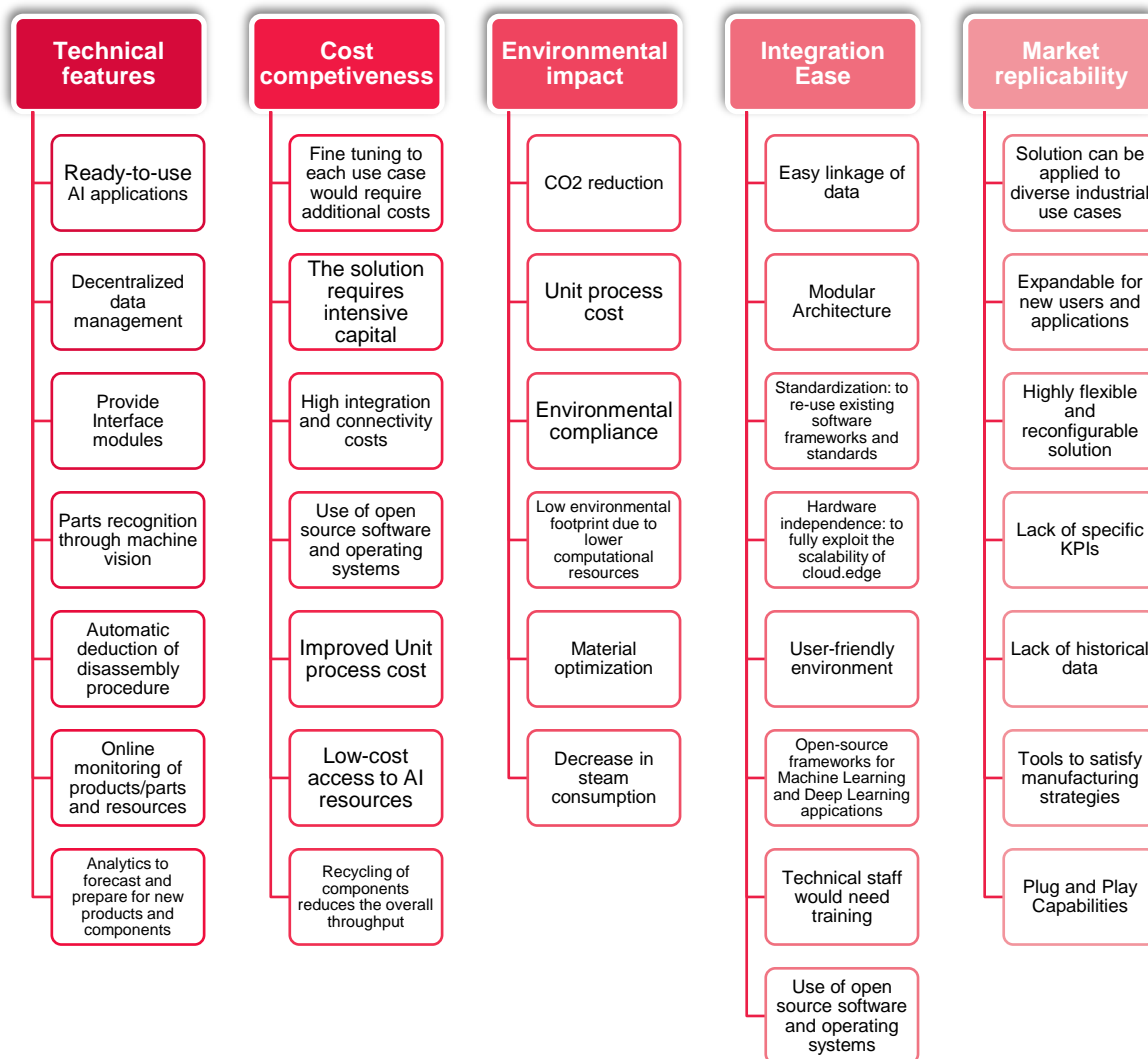 Technical
features
Ready-to-use
AI applications
Decentralized
data
management
Provide
Interface
modules
Parts recognition
through machine
vision
Automatic
deduction of
disassembly
procedure
Online
monitoring of
products/parts
and resources
Analytics to
forecast and
prepare for new
products and
components
Cost
competiveness
Fine tuning to
each use case
would require
additional costs
The solution
requires
intensive
capital
High integration
and connectivity
costs
Use of open
source software
and operating
systems
Improved Unit
process cost
Low-cost
access to AI
resources
Recycling of
components
reduces the overall
throughput
Environmental
impact
CO2 reduction
Unit process
cost
Environmental
compliance
Low environmental
footprint due to
lower
computational
resources
Material
optimization
Decrease in
steam
consumption
Integration
Ease
Easy linkage of
data
Modular
Architecture
Standardization: to
re-use existing
software
frameworks and
standards
Hardware
independence: to
fully exploit the
scalability of
cloud.edge
User-friendly
environment
Open-source
frameworks for
Machine Learning
and Deep Learning
appications
Technical staff
would need
training
Use of open
source software
and operating
systems
Market
replicability
Solution can be
applied to
diverse industrial
use cases
Expandable for
new users and
applications
Highly flexible
and
reconfigurable
solution
Lack of specific
KPIs
Lack of historical
data
Tools to satisfy
manufacturing
strategies
Plug and Play
Capabilities